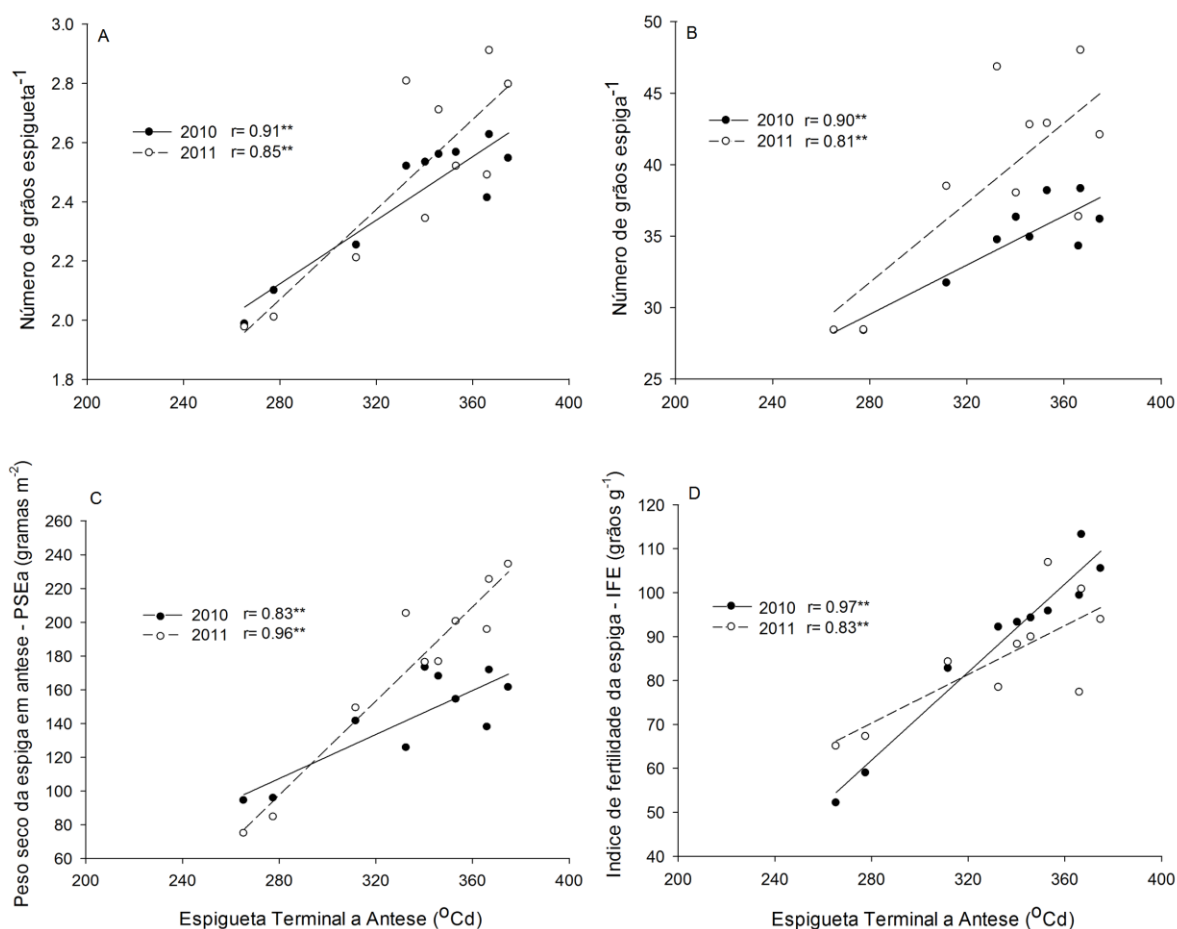 A
Número de grãos espigueta⁻¹
3.0
2.8
2.6
2.4
2.2
2.0
1.8
2010 r= 0.91**
2011 r= 0.85**
200 240 280 320 360 400
B
Número de grãos espiga⁻¹
50
45
40
35
30
25
2010 r= 0.90**
2011 r= 0.81**
200 240 280 320 360 400
C
Peso seco da espiga em antese - PSEa (gramas m⁻²)
260
240
220
200
180
160
140
120
100
80
60
2010 r= 0.83**
2011 r= 0.96**
200 240 280 320 360 400
Espigueta Terminal a Antese (ºCd)
D
Indice de fertilidade da espiga - IFE (grãos g⁻¹)
120
110
100
90
80
70
60
50
40
2010 r= 0.97**
2011 r= 0.83**
200 240 280 320 360 400
Espigueta Terminal a Antese (ºCd)